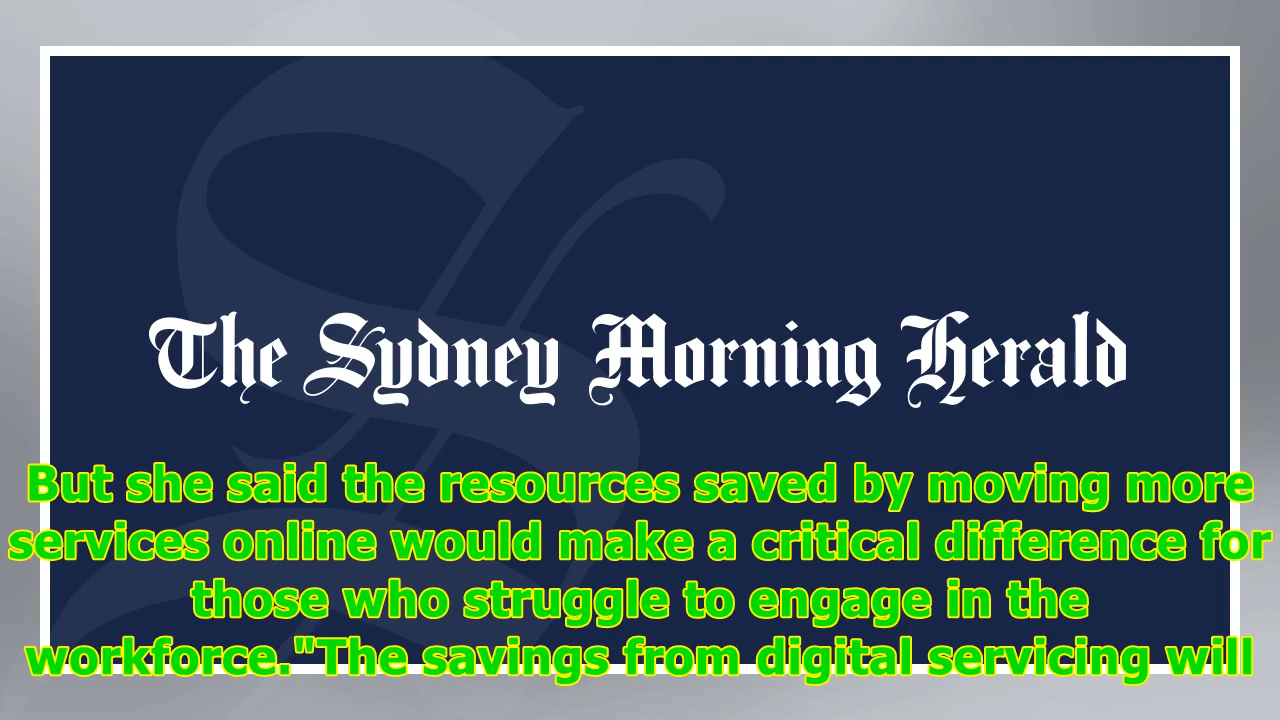 The Sydney Morning Herald
But she said the resources saved by moving more
services online would make a critical difference for
those who struggle to engage in the
workforce."The savings from digital servicing will